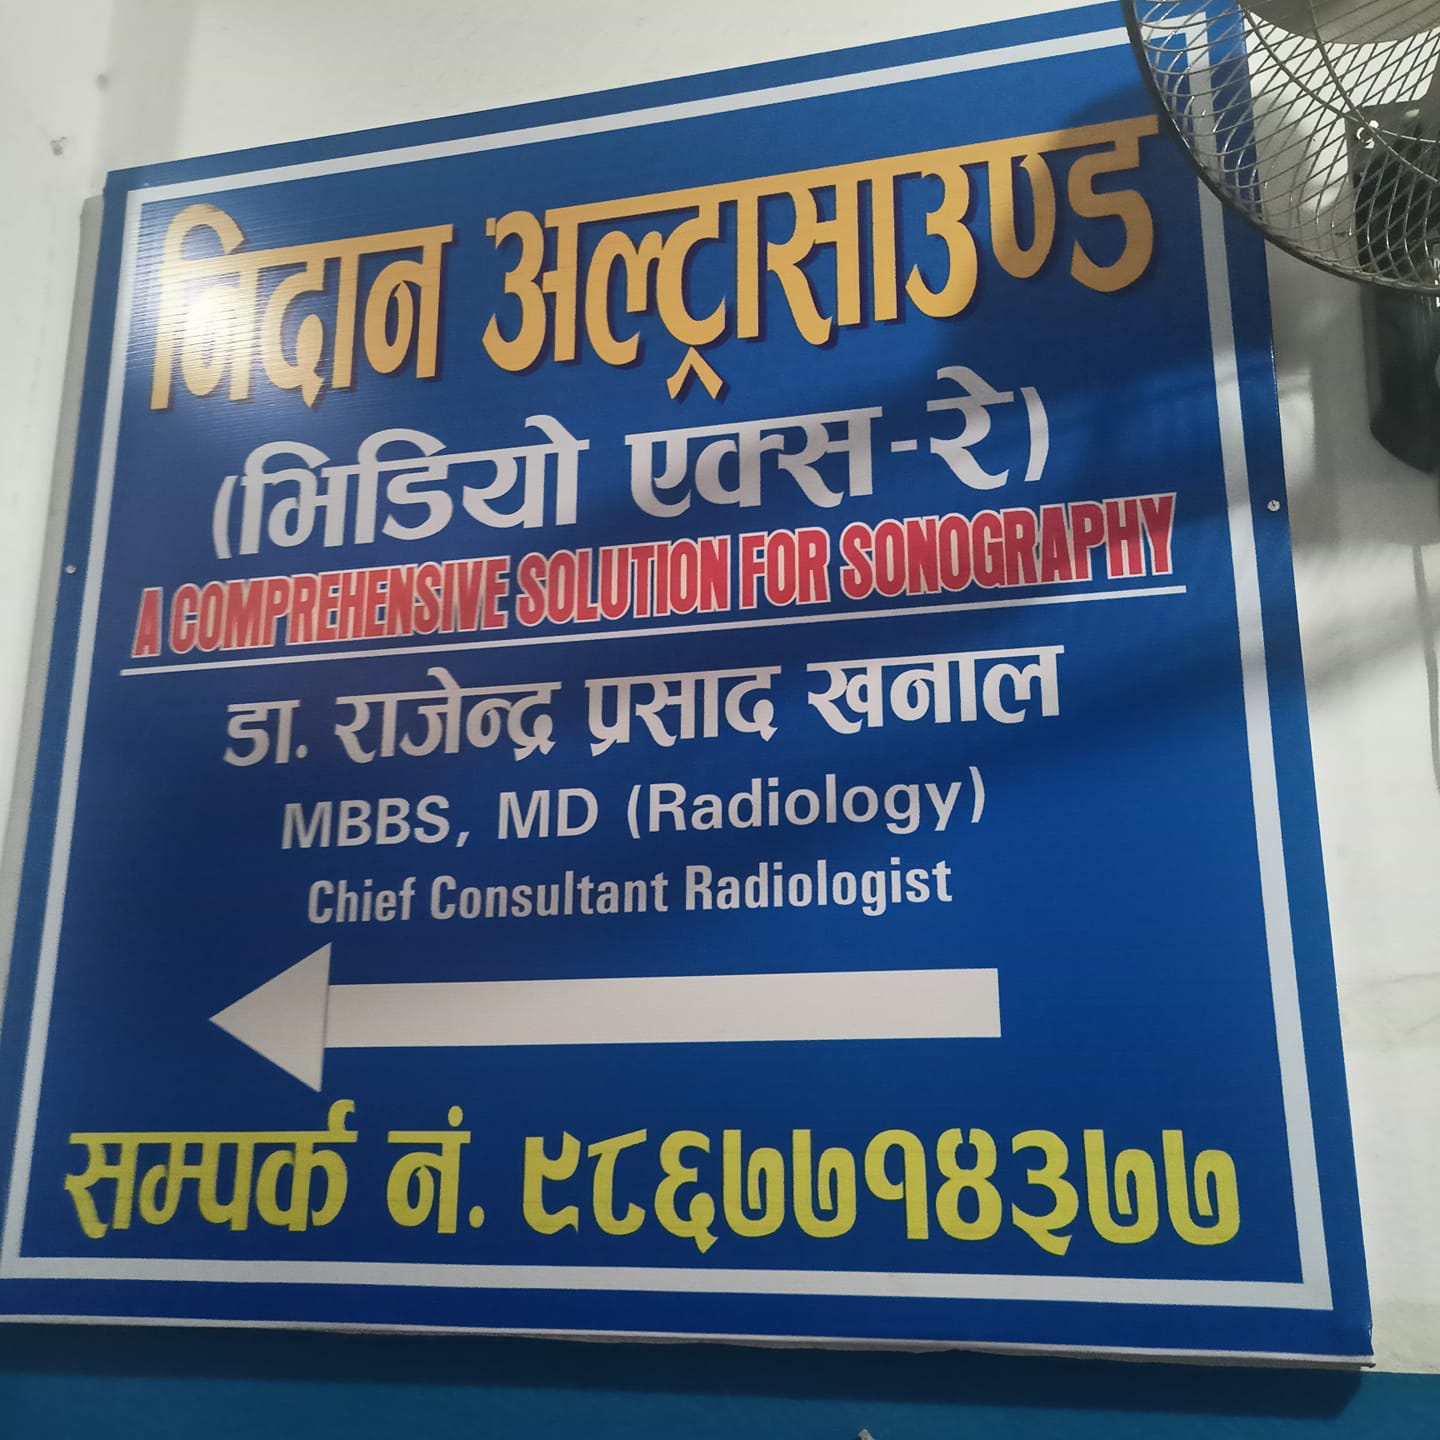 निदान अल्ट्रासाउण्ड
(भिडियो एक्स-रे)
A COMPREHENSIVE SOLUTION FOR SONOGRAPHY
डा. राजेन्द्र प्रसाद खनाल
MBBS, MD (Radiology)
Chief Consultant Radiologist
सम्पर्क नं. ९८६७७१४३७७